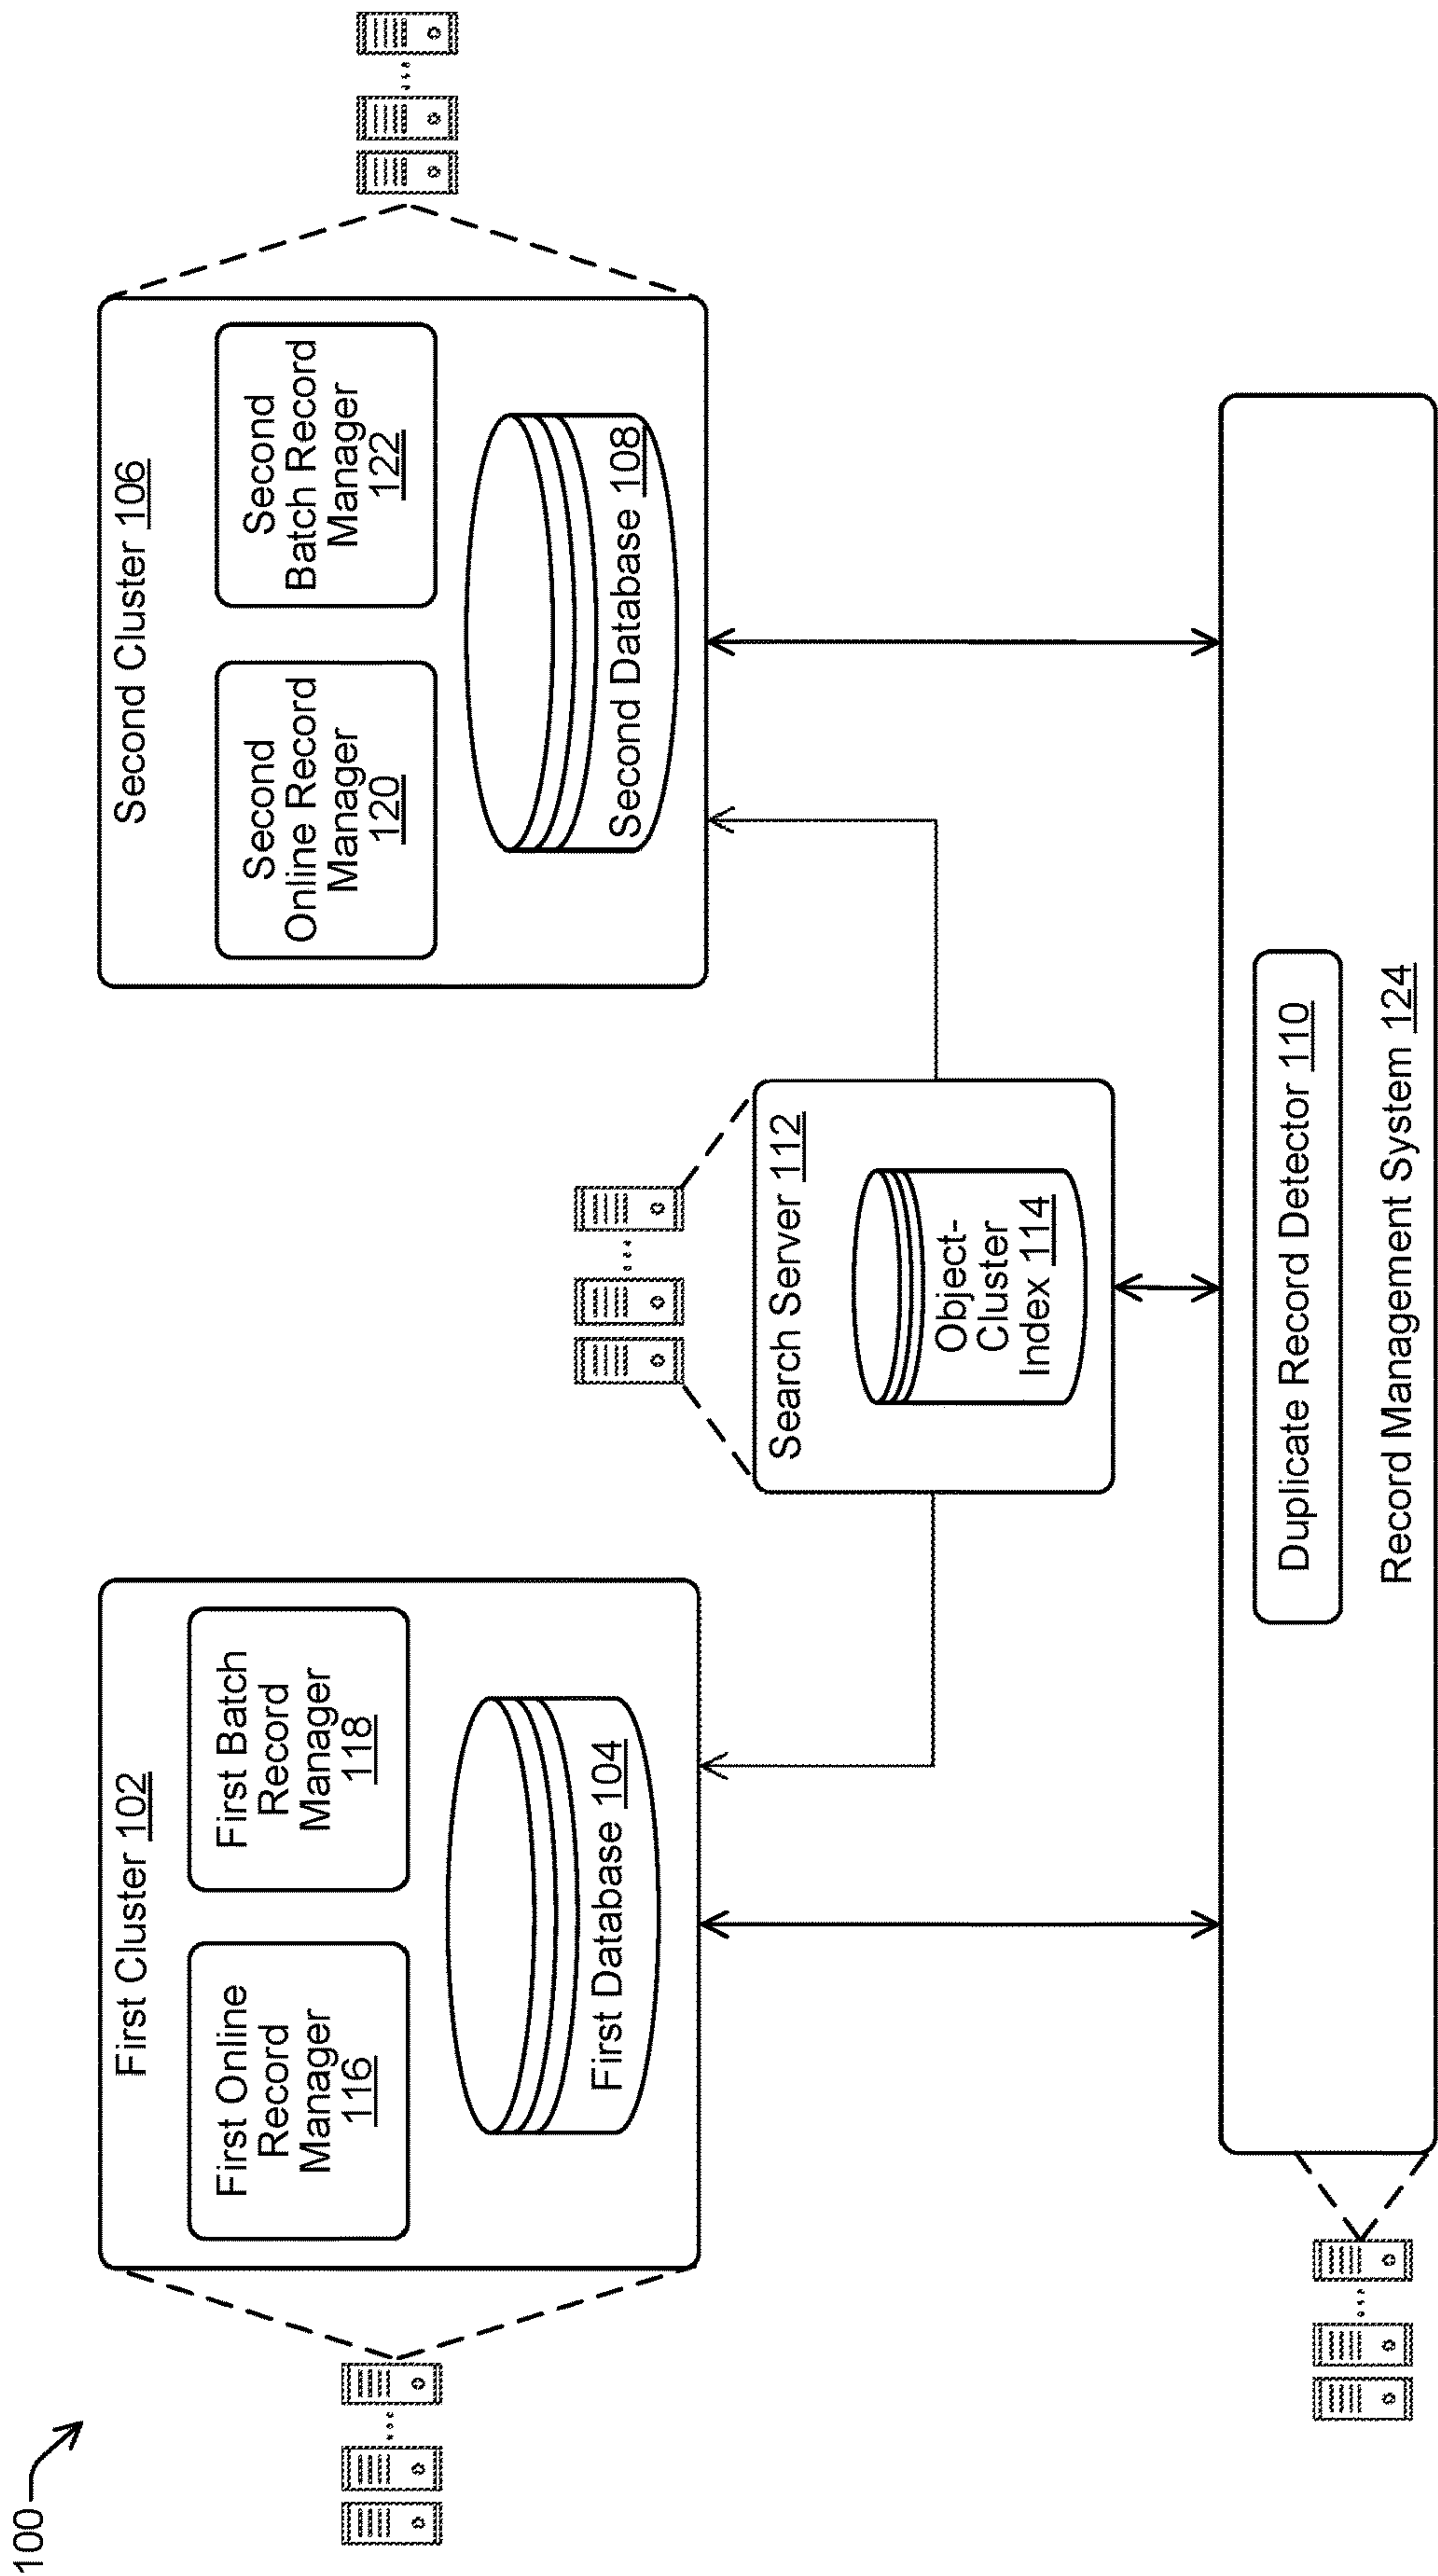 100
First Cluster 102
First Online
Record
Manager
116
First Batch
Record
Manager
118
First Database 104
Second Cluster 106
Second
Online Record
Manager
120
Second
Batch Record
Manager
122
Second Database 108
Search Server 112
Object-
Cluster
Index 114
Duplicate Record Detector 110
Record Management System 124